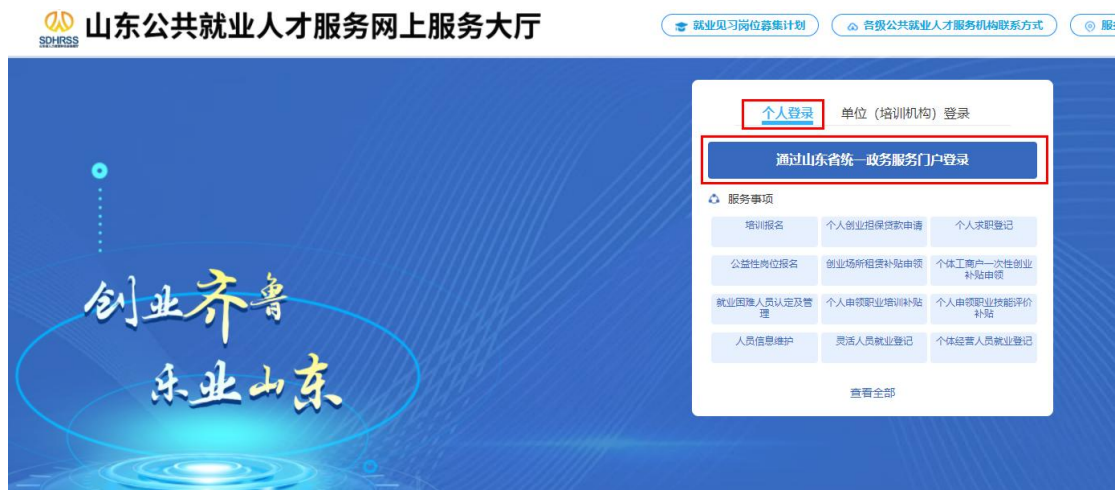 山东公共就业人才服务网上服务大厅
SDHRSS
就业见习岗位募集计划
各级公共就业人才服务机构联系方式
个人登录
单位（培训机构）登录
通过山东省统一政务服务门户登录
服务事项
培训报名
个人创业担保贷款申请
个人求职登记
公益性岗位报名
创业场所租赁补贴申领
个体工商户一次性创业
补贴申领
就业困难人员认定及管
理
个人申领职业培训补贴
个人申领职业技能评价
补贴
人员信息维护
灵活人员就业登记
个体经营人员就业登记
查看全部
创业齐鲁
乐业山东